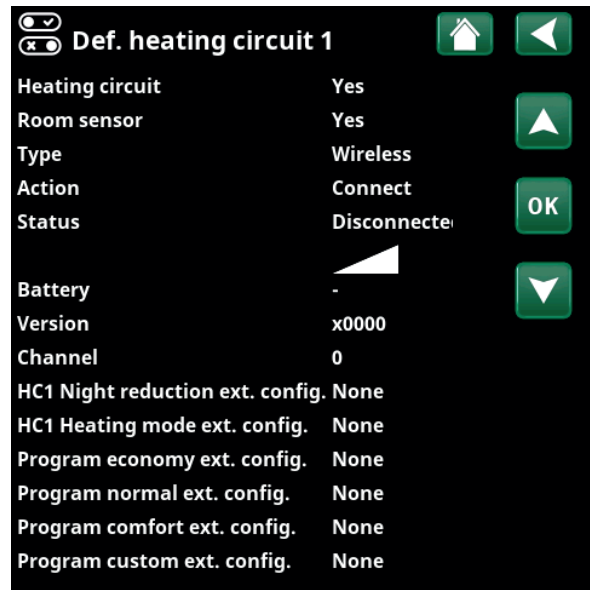 Def. heating circuit 1
Heating circuit Yes
Room sensor Yes
Type Wireless
Action Connect
OK
Status Disconnecte
Battery -
Version x0000
Channel 0
HC1 Night reduction ext. config. None
HC1 Heating mode ext. config. None
Program economy ext. config. None
Program normal ext. config. None
Program comfort ext. config. None
Program custom ext. config. None